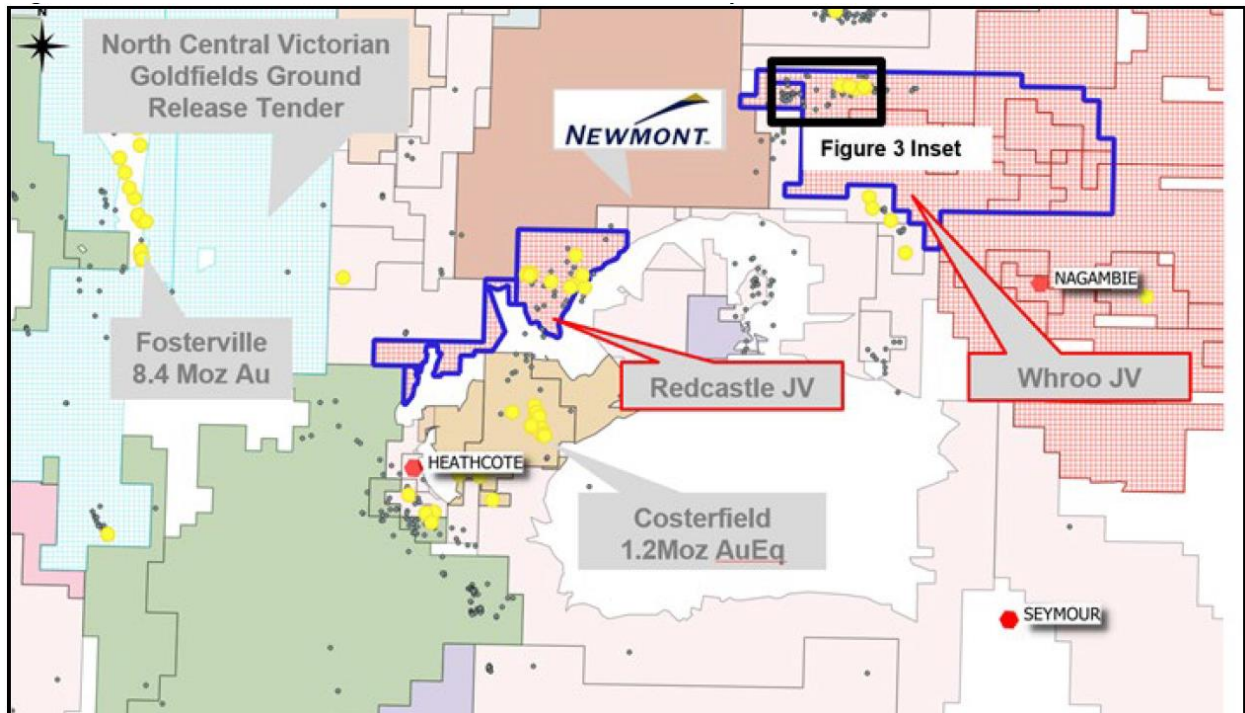 North Central Victorian
Goldfields Ground
Release Tender
NEWMONT™
Figure 3 Inset
NAGAMBIE
Fosterville
8.4 Moz Au
Redcastle JV
Whroo JV
HEATHCOTE
Costerfield
1.2Moz AuEq
SEYMOUR